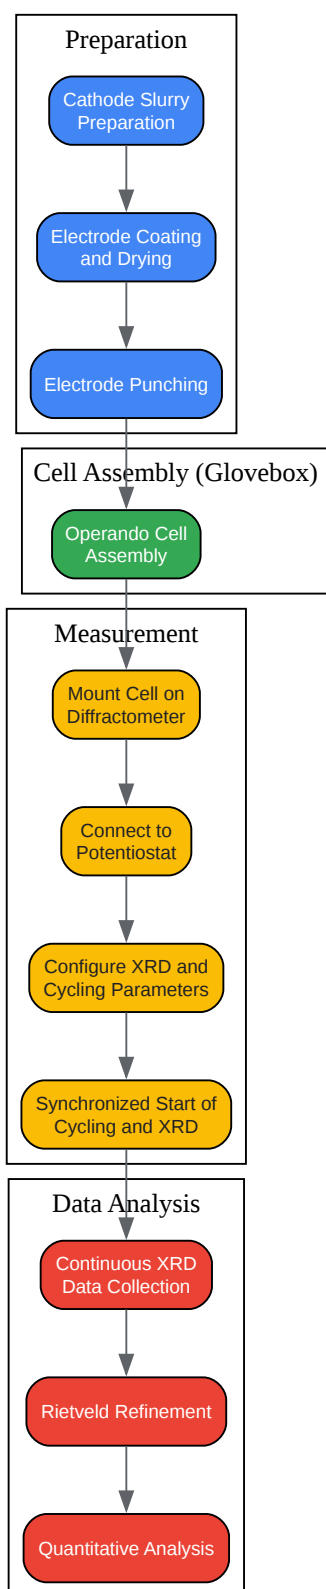 Preparation
Cathode Slurry
Preparation
Electrode Coating
and Drying
Electrode Punching
Cell Assembly (Glovebox)
Operando Cell
Assembly
Measurement
Mount Cell on
Diffractometer
Connect to
Potentiostat
Configure XRD and
Cycling Parameters
Synchronized Start of
Cycling and XRD
Data Analysis
Continuous XRD
Data Collection
Rietveld Refinement
Quantitative Analysis